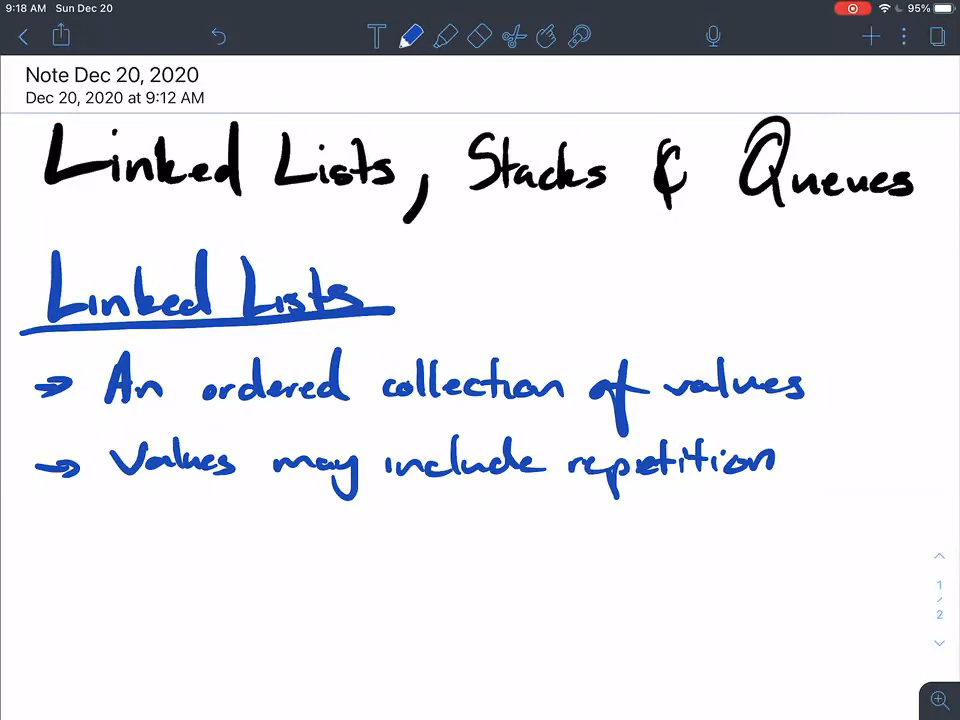 9:18 AM Sun Dec 20 95%
Note Dec 20, 2020
Dec 20, 2020 at 9:12 AM
Linked Lists, Stacks & Queues
Linked Lists
→ An ordered collection of values
→ Values may include repetition
1
/
2